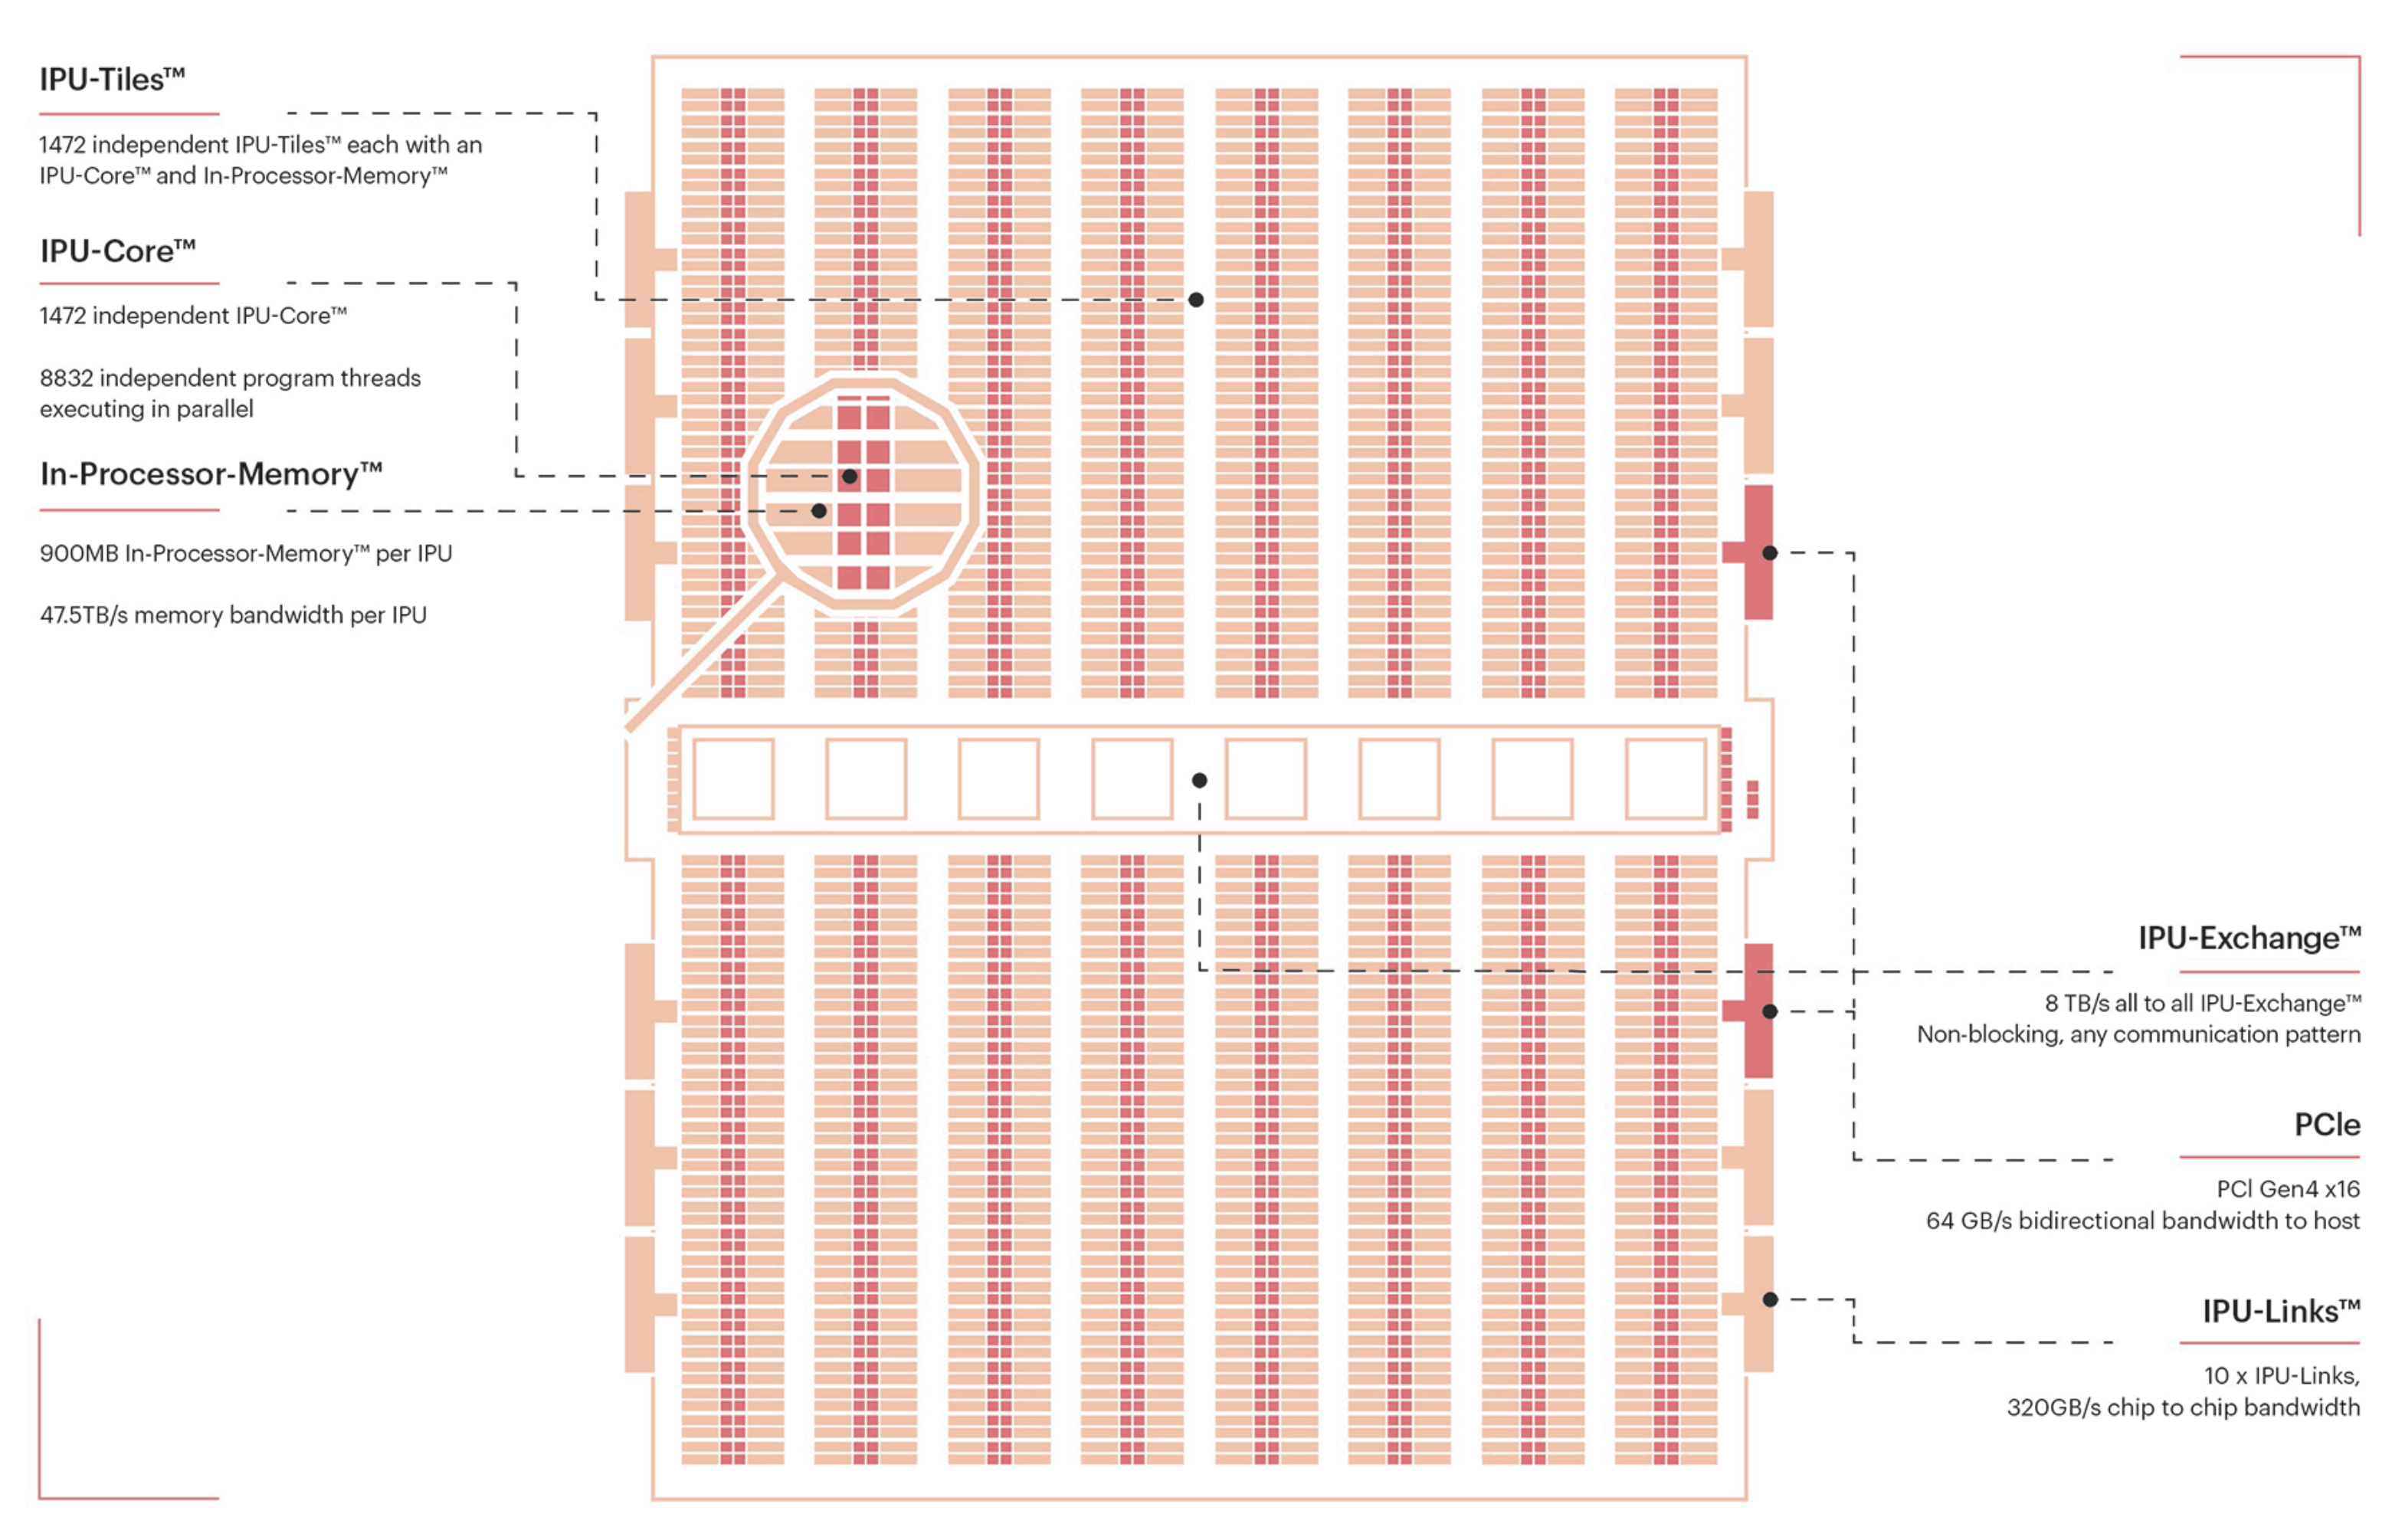 IPU-Tiles™
1472 independent IPU-Tiles™ each with an
IPU-Core™ and In-Processor-Memory™
IPU-Core™
1472 independent IPU-Core™
8832 independent program threads
executing in parallel
In-Processor-Memory™
900MB In-Processor-Memory™ per IPU
47.5TB/s memory bandwidth per IPU
IPU-Exchange™
8 TB/s all to all IPU-Exchange™
Non-blocking, any communication pattern
PCIe
PCI Gen4 x16
64 GB/s bidirectional bandwidth to host
IPU-Links™
10 x IPU-Links,
320GB/s chip to chip bandwidth